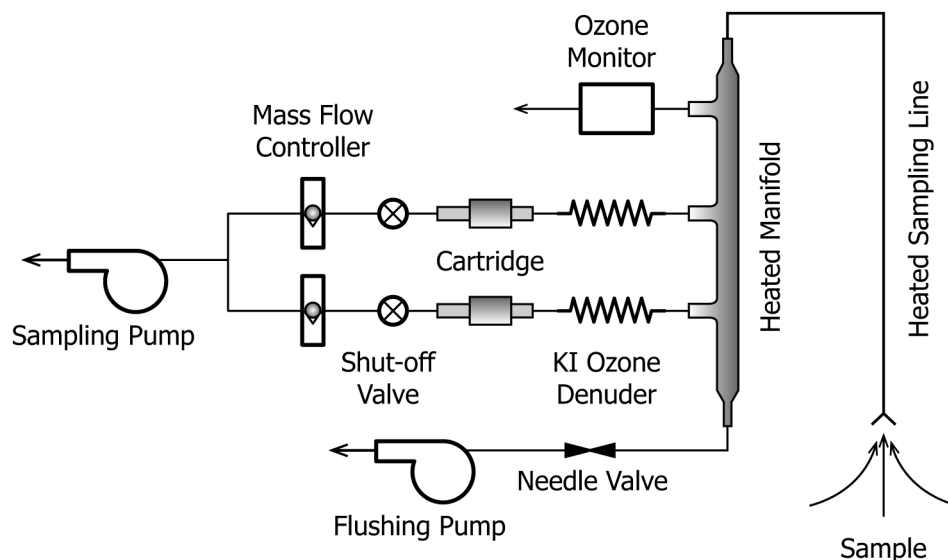 Ozone
Monitor
Mass Flow
Controller
Heated Manifold
Heated Sampling Line
Cartridge
Sampling Pump
Shut-off
Valve
KI Ozone
Denuder
Needle Valve
Flushing Pump
Sample